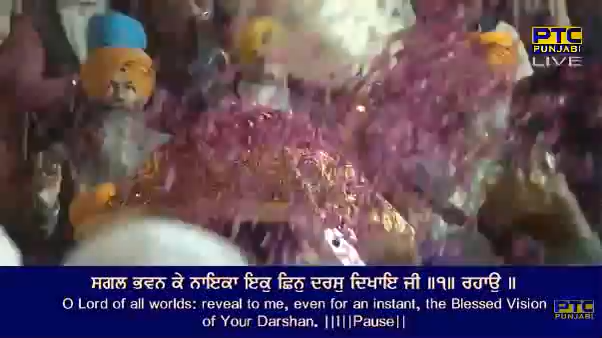 PTC
PUNJABI
LIVE
ਸਗਲ ਭਵਨ ਕੇ ਨਾਇਕਾ ਇਕੁ ਛਿਨੁ ਦਰਸੁ ਦਿਖਾਇ ਜੀ ॥੧॥ ਰਹਾਉ ॥
O Lord of all worlds: reveal to me, even for an instant, the Blessed Vision
of Your Darshan. ||1||Pause||
PTC
PUNJABI